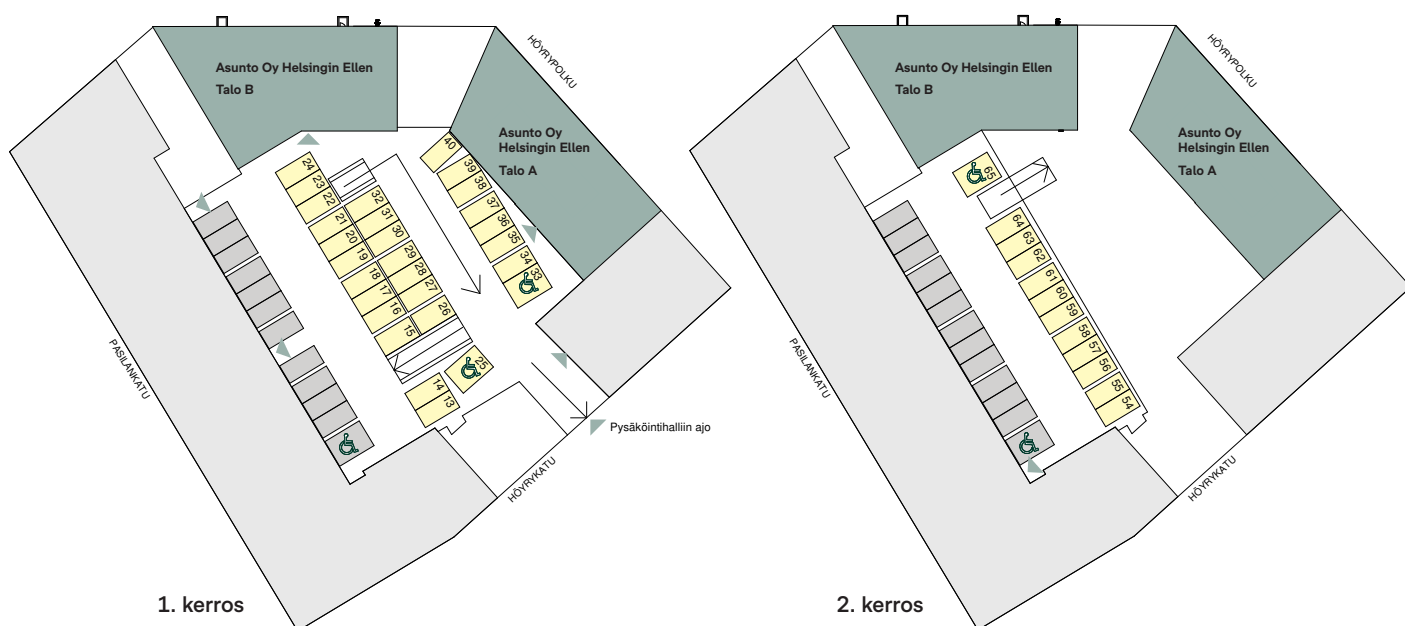 HÖYRYPOLKU
Asunto Oy Helsingin Ellen
Talo B
Asunto Oy
Helsingin Ellen
Talo A
24
23
22
21
20
19
18
17
16
15
14
13
32
31
30
29
28
27
26
25
40
39
38
37
36
35
34
33
PASILANKATU
Pysäköintihalliin ajo
HÖYRYKATU
1. kerros
HÖYRYPOLKU
Asunto Oy Helsingin Ellen
Talo B
Asunto Oy
Helsingin Ellen
Talo A
65
64
63
62
61
60
59
58
57
56
55
54
PASILANKATU
HÖYRYKATU
2. kerros